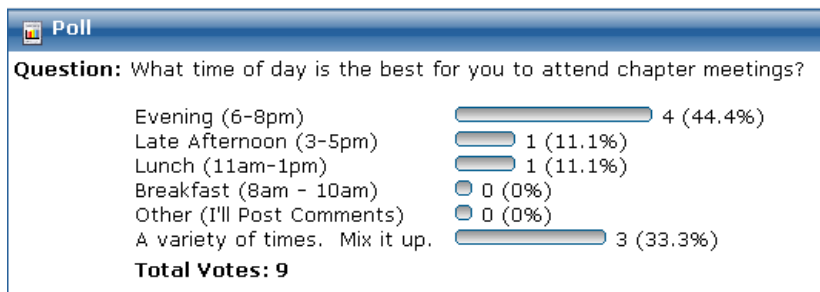 Poll
Question: What time of day is the best for you to attend chapter meetings?
Evening (6-8pm) 4 (44.4%)
Late Afternoon (3-5pm) 1 (11.1%)
Lunch (11am-1pm) 1 (11.1%)
Breakfast (8am - 10am) 0 (0%)
Other (I'll Post Comments) 0 (0%)
A variety of times.  Mix it up. 3 (33.3%)
Total Votes: 9